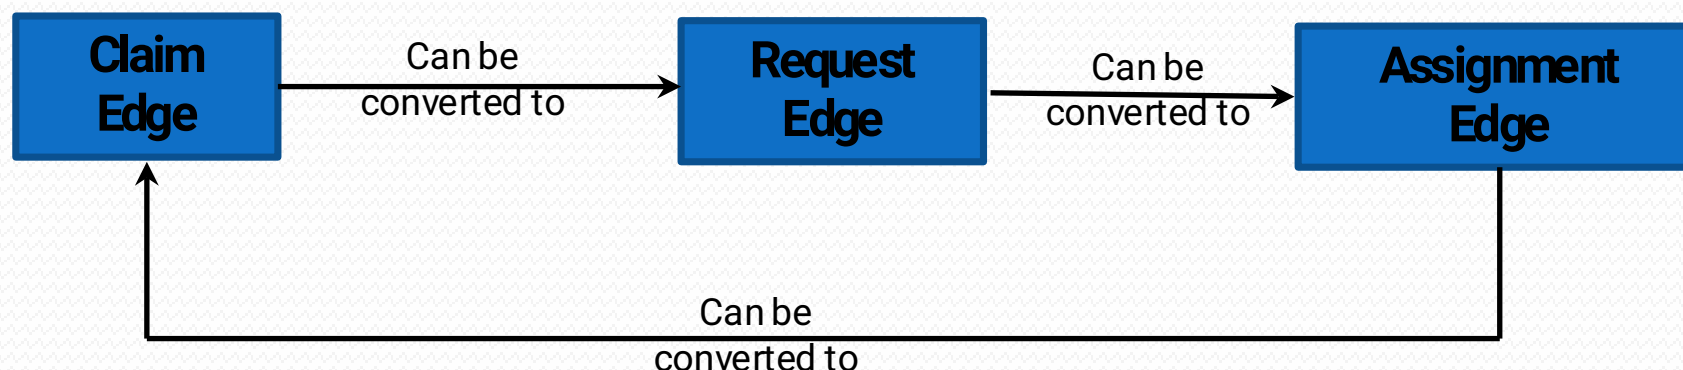 Claim
Edge
Can be
converted to
Request
Edge
Can be
converted to
Assignment
Edge
Can be
converted to